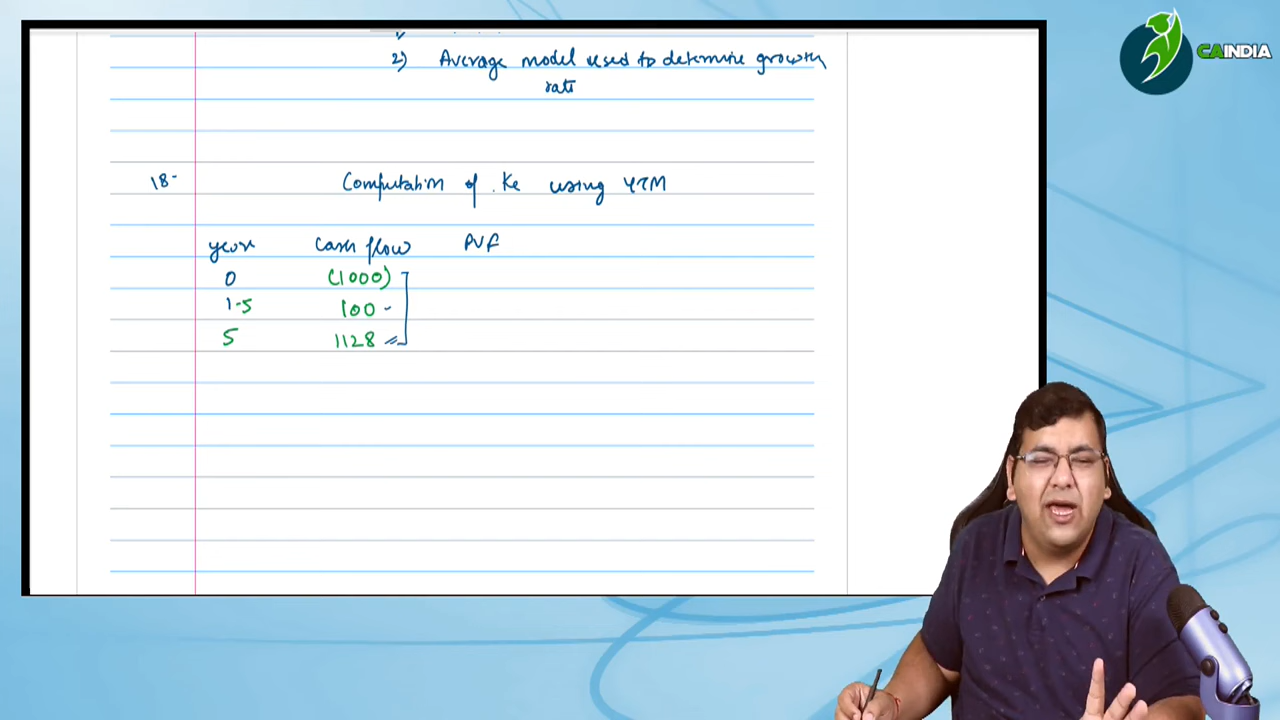 2) Average model used to determine growth
rate
CAINDIA
18- Computation of Ke using YTM
year Cash flow PVF
0 (1000)
1-5 100
5 1128